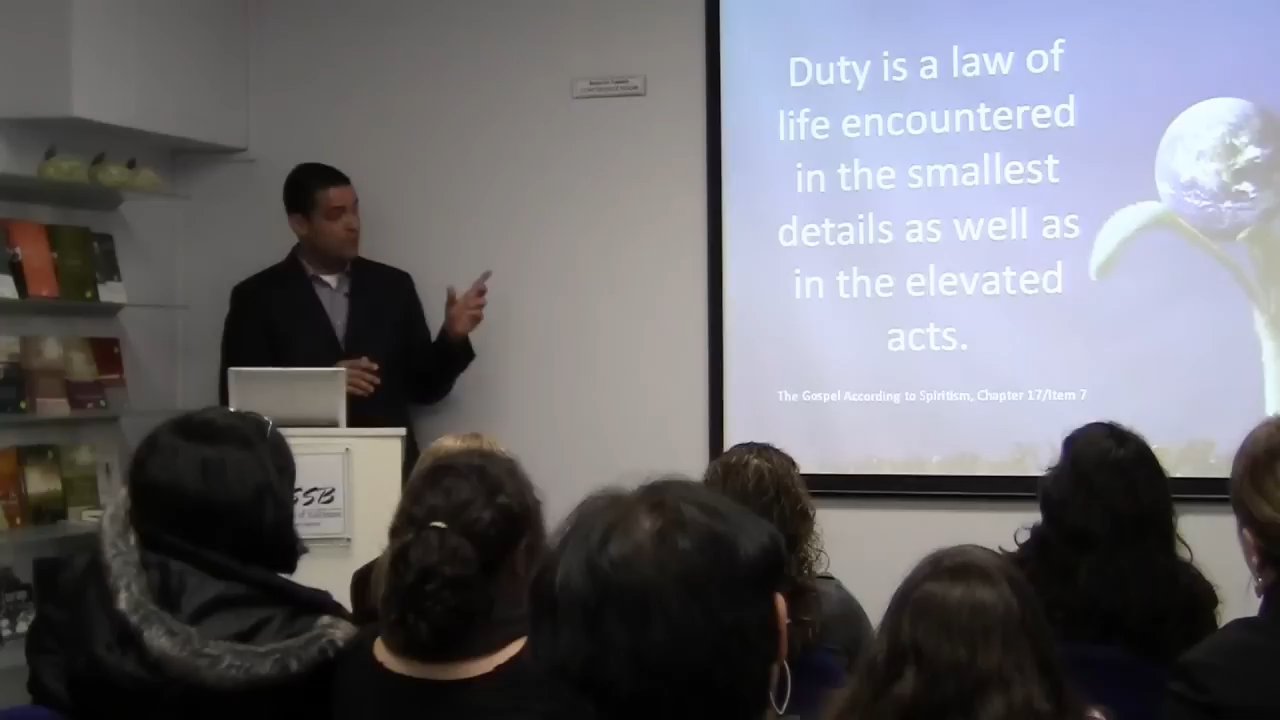 Duty is a law of
life encountered
in the smallest
details as well as
in the elevated
acts.
The Gospel According to Spiritism, Chapter 17/Item 7
SSB